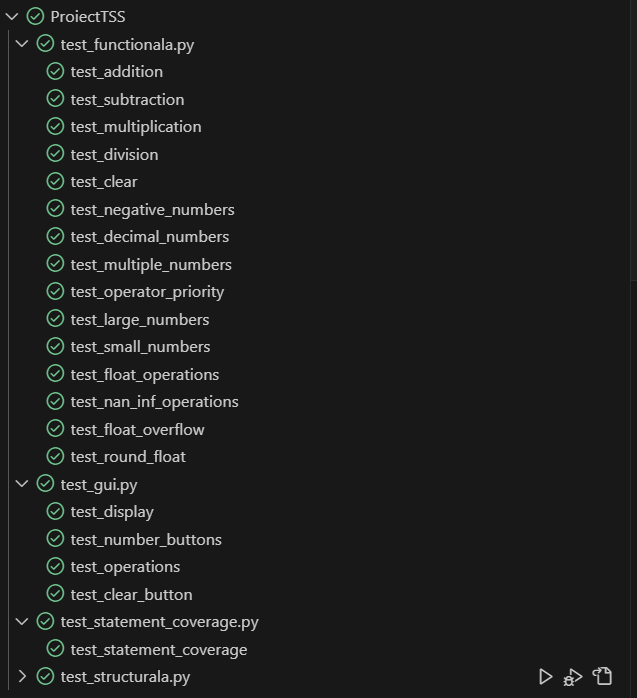 ProiectTSS
test_functionala.py
test_addition
test_subtraction
test_multiplication
test_division
test_clear
test_negative_numbers
test_decimal_numbers
test_multiple_numbers
test_operator_priority
test_large_numbers
test_small_numbers
test_float_operations
test_nan_inf_operations
test_float_overflow
test_round_float
test_gui.py
test_display
test_number_buttons
test_operations
test_clear_button
test_statement_coverage.py
test_statement_coverage
test_structurala.py